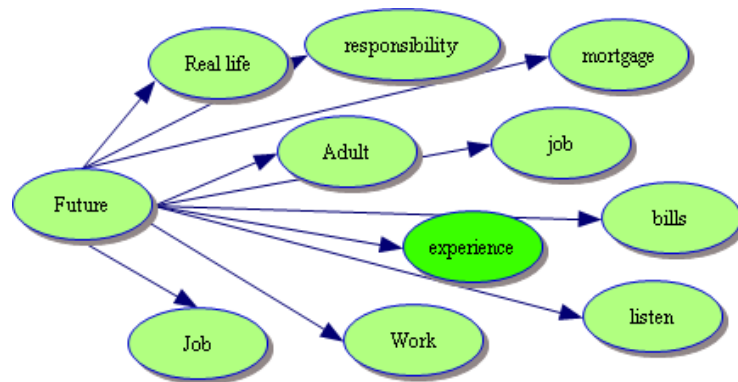 responsibility
Real life
mortgage
job
Adult
Future
bills
experience
listen
Work
Job